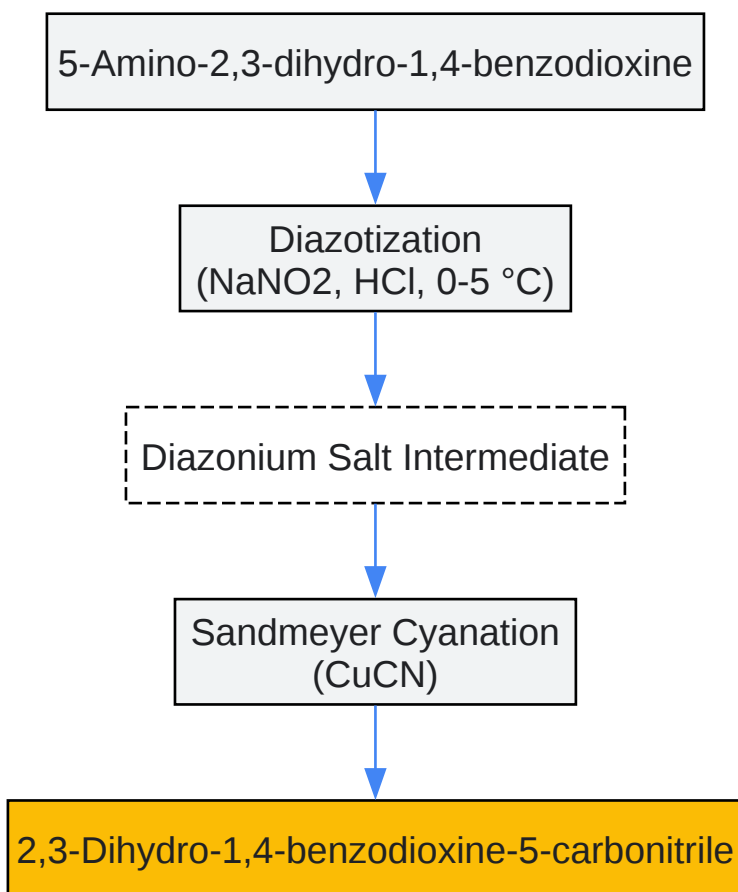 5-Amino-2,3-dihydro-1,4-benzodioxine
Diazotization
(NaNO2, HCl, 0-5 °C)
Diazonium Salt Intermediate
Sandmeyer Cyanation
(CuCN)
2,3-Dihydro-1,4-benzodioxine-5-carbonitrile